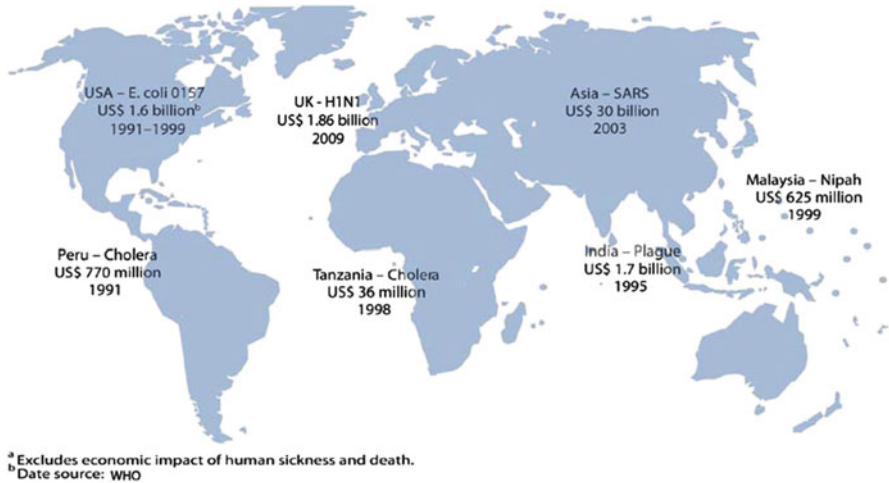 USA – E. coli 0157
US$ 1.6 billionᵇ
1991–1999
UK - H1N1
US$ 1.86 billion
2009
Asia – SARS
US$ 30 billion
2003
Malaysia – Nipah
US$ 625 million
1999
Peru – Cholera
US$ 770 million
1991
Tanzania – Cholera
US$ 36 million
1998
India – Plague
US$ 1.7 billion
1995
ᵃ Excludes economic impact of human sickness and death.
ᵇ Date source: WHO